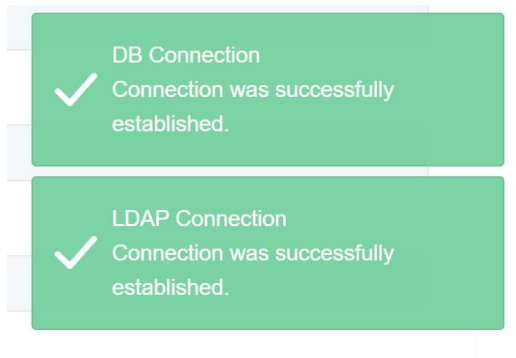 DB Connection
Connection was successfully
established.
LDAP Connection
Connection was successfully
established.